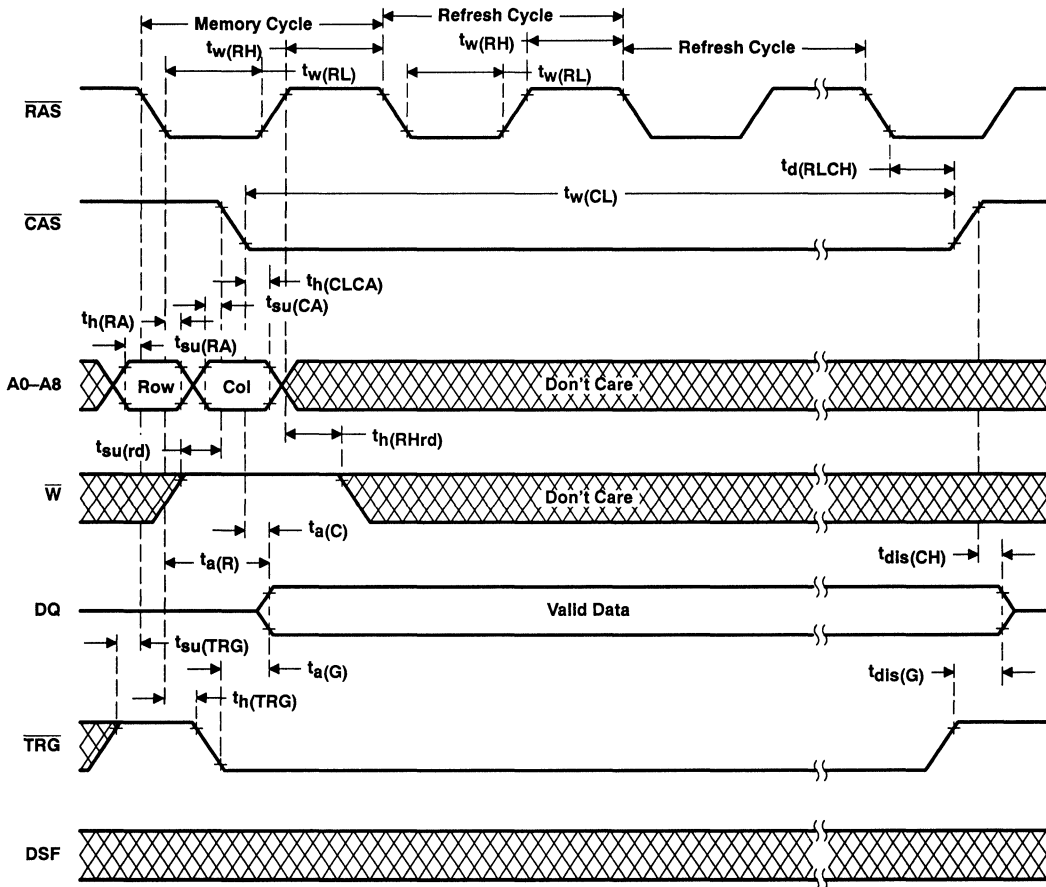 Refresh Cycle
Memory Cycle
tw(RH)
tw(RH)
Refresh Cycle
tw(RL)
tw(RL)
RAS
td(RLCH)
tw(CL)
CAS
th(CLCA)
tsu(CA)
th(RA)
tsu(RA)
A0–A8
Row
Col
Don't Care
tsu(rd)
th(RHrd)
W
Don't Care
ta(C)
ta(R)
tdis(CH)
DQ
Valid Data
tsu(TRG)
ta(G)
tdis(G)
th(TRG)
TRG
DSF